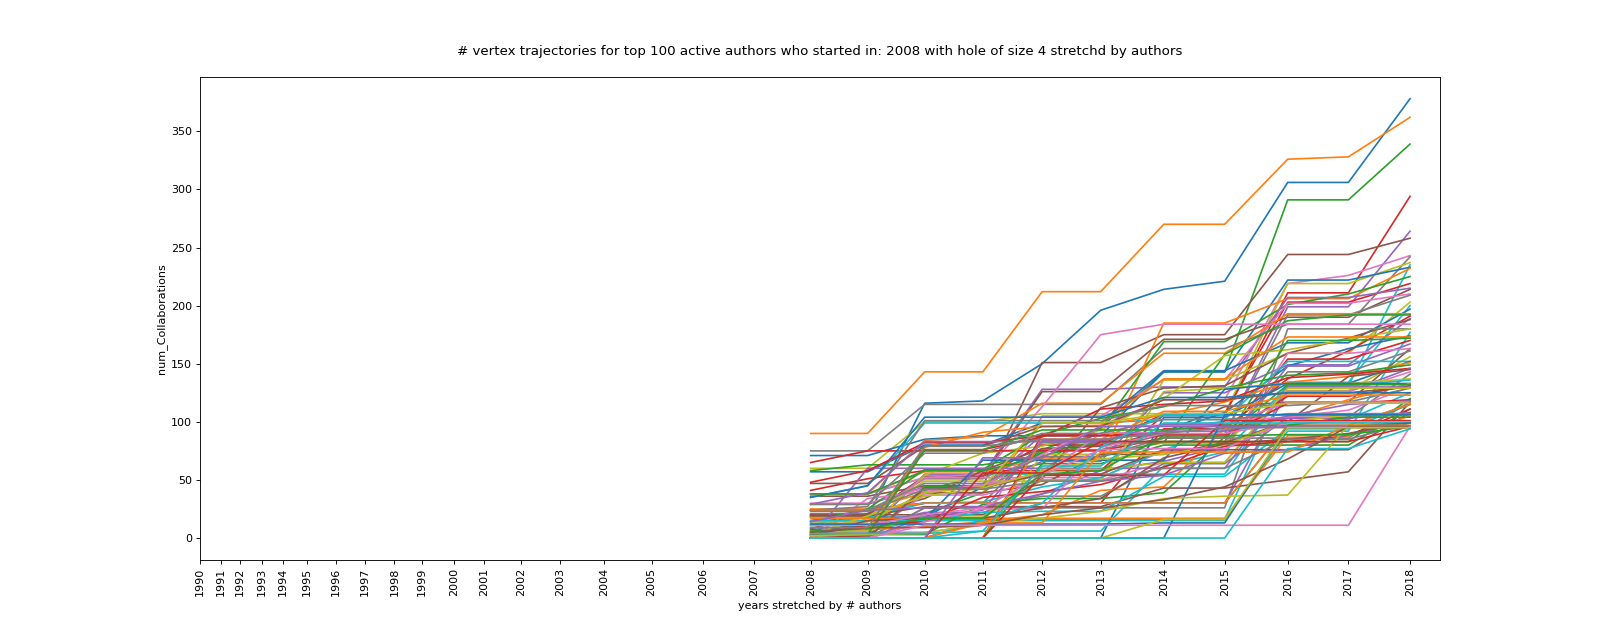 # vertex trajectories for top 100 active authors who started in: 2008 with hole of size 4 stretchd by authors
num_Collaborations
350
300
250
200
150
100
50
0
1990 1991 1992 1993 1994 1995 1996 1997 1998 1999 2000 2001 2002 2003 2004 2005 2006 2007 2008 2009 2010 2011 2012 2013 2014 2015 2016 2017 2018
years stretched by # authors